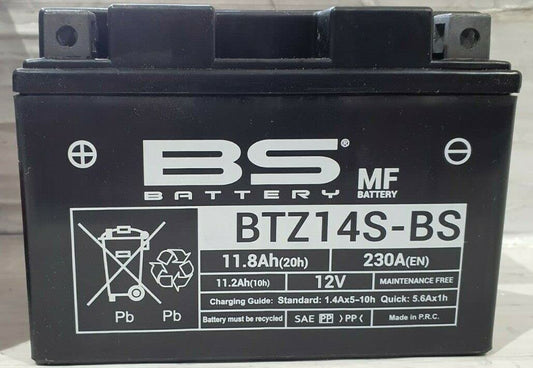 BS®
BATTERY
MF
BATTERY
BTZ14S-BS
11.8Ah(20h) 230A(EN)
11.2Ah(10h) 12V MAINTENANCE FREE
Charging Guide: Standard: 1.4Ax5-10h Quick: 5.6Ax1h
Battery must be recycled SAE PP >PP< Made in P.R.C.
Pb Pb